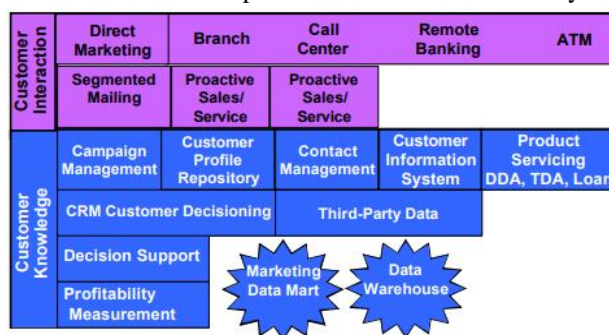 Customer
Interaction
Direct
Marketing
Branch
Call
Center
Remote
Banking
ATM
Segmented
Mailing
Proactive
Sales/
Service
Proactive
Sales/
Service
Customer
Knowledge
Campaign
Management
Customer
Profile
Repository
Contact
Management
Customer
Information
System
Product
Servicing
DDA, TDA, Loan
CRM Customer Decisioning
Third-Party Data
Decision Support
Marketing
Data Mart
Data
Warehouse
Profitability
Measurement